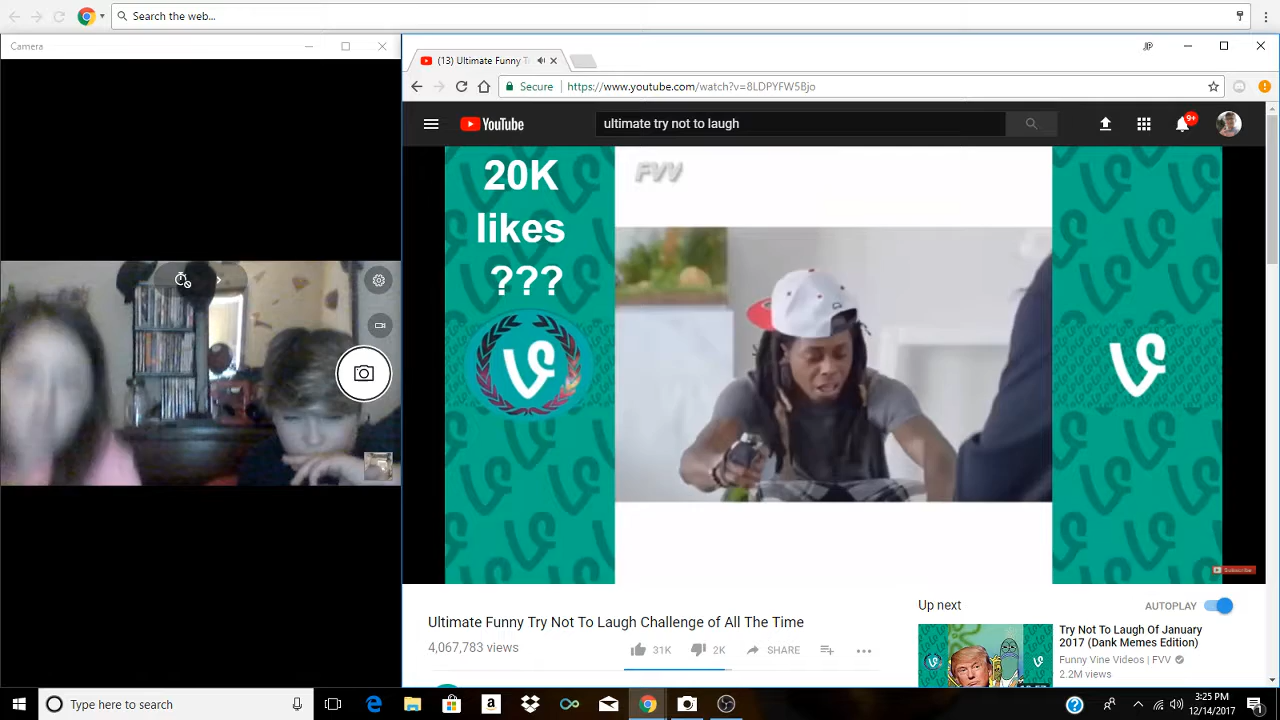 Search the web...
Camera
(13) Ultimate Funny T
JP
Secure
https://www.youtube.com/watch?v=8LDPYFW5Bjo
YouTube
ultimate try not to laugh
9+
20K
likes
???
FVV
Subscribe
Ultimate Funny Try Not To Laugh Challenge of All The Time
4,067,783 views
31K
2K
SHARE
Up next
AUTOPLAY
Try Not To Laugh Of January
2017 (Dank Memes Edition)
Funny Vine Videos | FVV
2.2M views
Type here to search
3:25 PM
12/14/2017